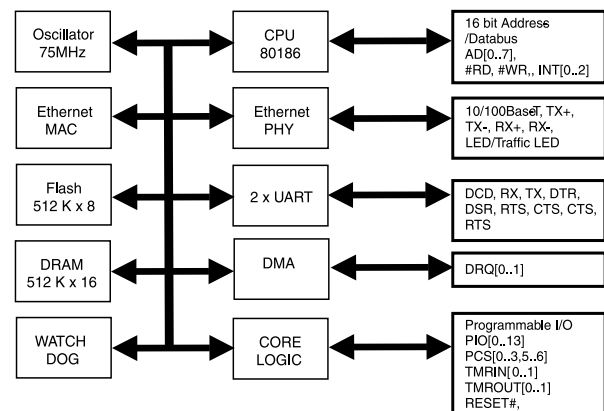 Oscillator
75MHz
CPU
80186
16 bit Address
/Databus
AD[0..7],
#RD, #WR,, INT[0..2]
Ethernet
MAC
Ethernet
PHY
10/100BaseT, TX+,
TX-, RX+, RX-,
LED/Traffic LED
Flash
512 K x 8
2 x UART
DCD, RX, TX, DTR,
DSR, RTS, CTS, CTS,
RTS
DRAM
512 K x 16
DMA
DRQ[0..1]
WATCH
DOG
CORE
LOGIC
Programmable I/O
PIO[0..13]
PCS[0..3,5..6]
TMRIN[0..1]
TMROUT[0..1]
RESET#,